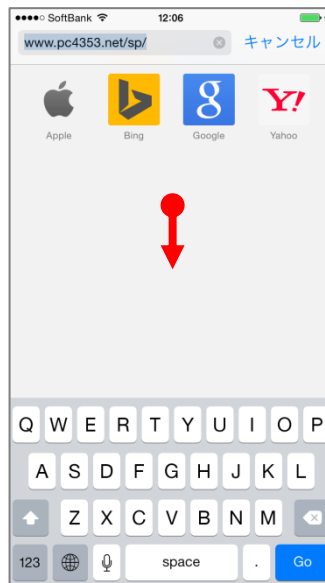 SoftBank 12:06
www.pc4353.net/sp/ キャンセル
g Y!
Apple Bing Google Yahoo
Q W E R T Y U I O P
A S D F G H J K L
Z X C V B N M
123 space . Go